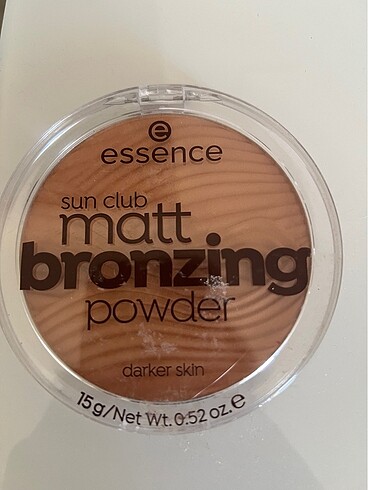 e
essence
sun club
matt
bronzing
powder
darker skin
15g/Net Wt. 0.52 oz. ℮